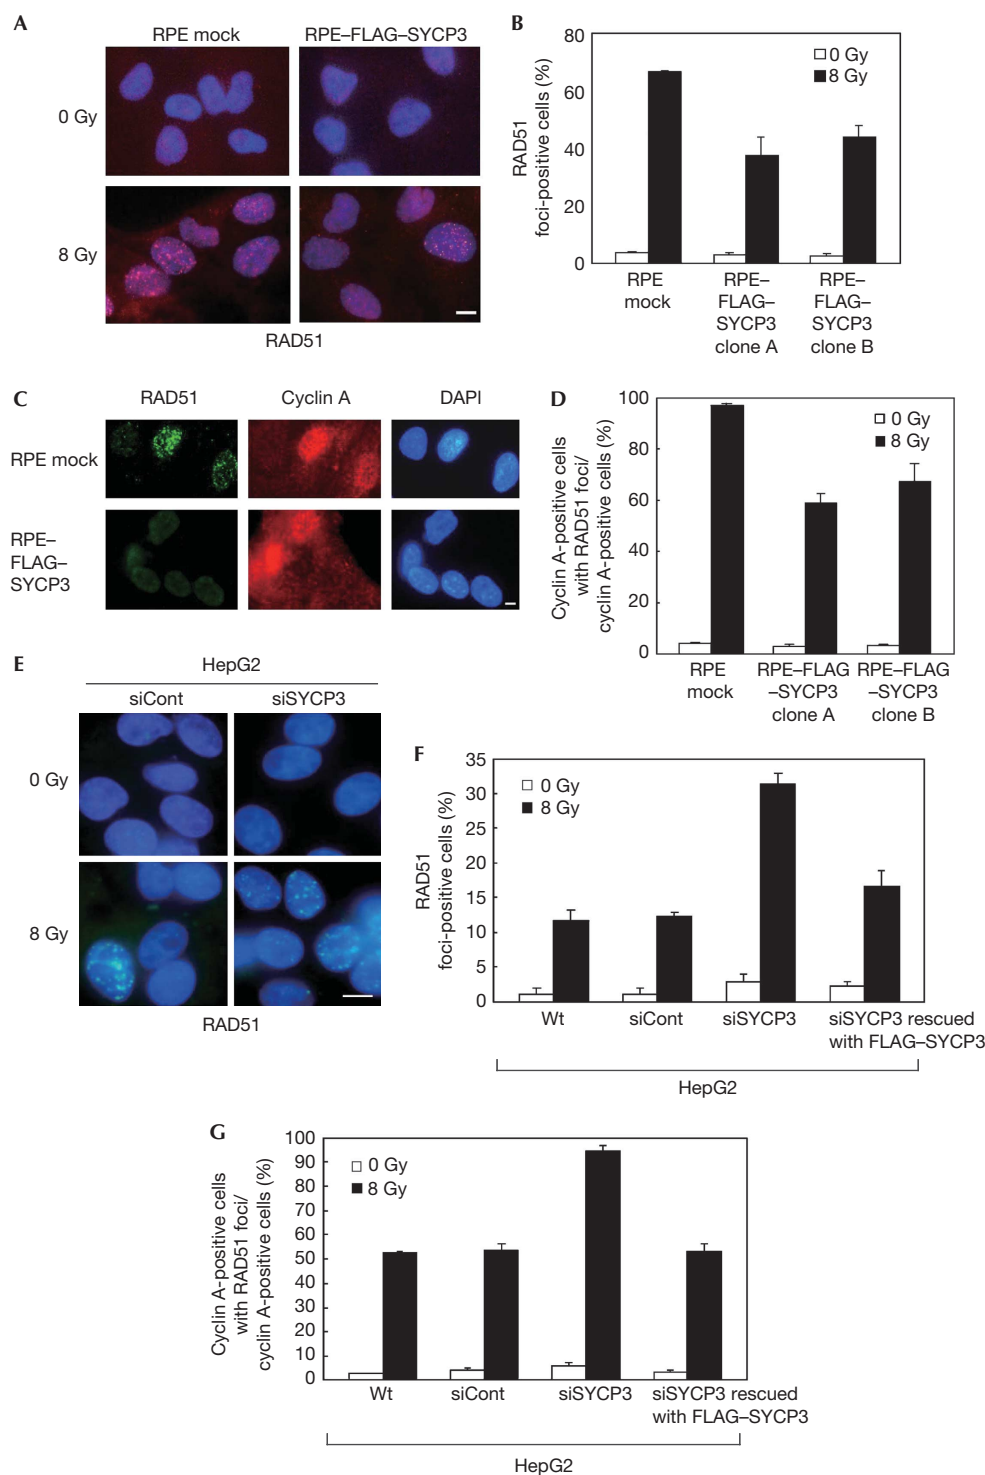 A
RPE mock
RPE–FLAG–SYCP3
0 Gy
8 Gy
RAD51
B
RAD51
foci-positive cells (%)
80
60
40
20
0
0 Gy
8 Gy
RPE
mock
RPE–
FLAG–
SYCP3
clone A
RPE–
FLAG–
SYCP3
clone B
C
RAD51
Cyclin A
DAPI
RPE mock
RPE–
FLAG–
SYCP3
D
Cyclin A-positive cells
with RAD51 foci/
cyclin A-positive cells (%)
100
80
60
40
20
0
0 Gy
8 Gy
RPE
mock
RPE–FLAG
–SYCP3
clone A
RPE–FLAG
–SYCP3
clone B
E
HepG2
siCont
siSYCP3
0 Gy
8 Gy
RAD51
F
RAD51
foci-positive cells (%)
35
30
25
20
15
10
5
0
0 Gy
8 Gy
Wt
siCont
siSYCP3
siSYCP3 rescued
with FLAG–SYCP3
HepG2
G
Cyclin A-positive cells
with RAD51 foci/
cyclin A-positive cells (%)
100
90
80
70
60
50
40
30
20
10
0
0 Gy
8 Gy
Wt
siCont
siSYCP3
siSYCP3 rescued
with FLAG–SYCP3
HepG2